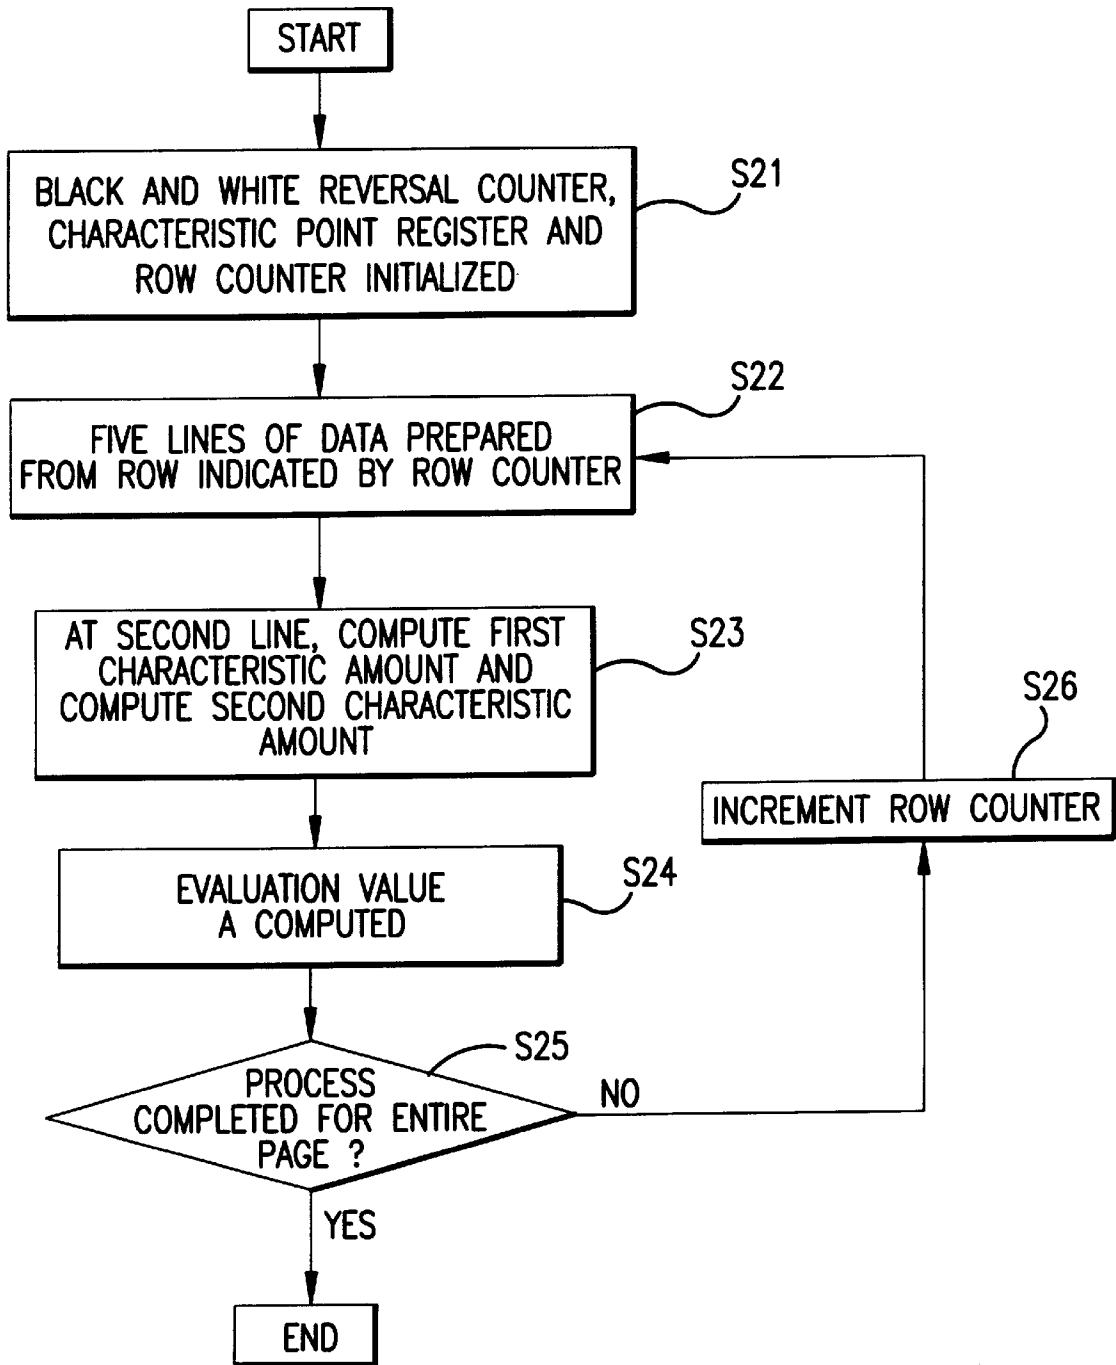 START
BLACK AND WHITE REVERSAL COUNTER,
CHARACTERISTIC POINT REGISTER AND
ROW COUNTER INITIALIZED
S21
FIVE LINES OF DATA PREPARED
FROM ROW INDICATED BY ROW COUNTER
S22
AT SECOND LINE, COMPUTE FIRST
CHARACTERISTIC AMOUNT AND
COMPUTE SECOND CHARACTERISTIC
AMOUNT
S23
EVALUATION VALUE
A COMPUTED
S24
PROCESS
COMPLETED FOR ENTIRE
PAGE ?
S25
NO
INCREMENT ROW COUNTER
S26
YES
END